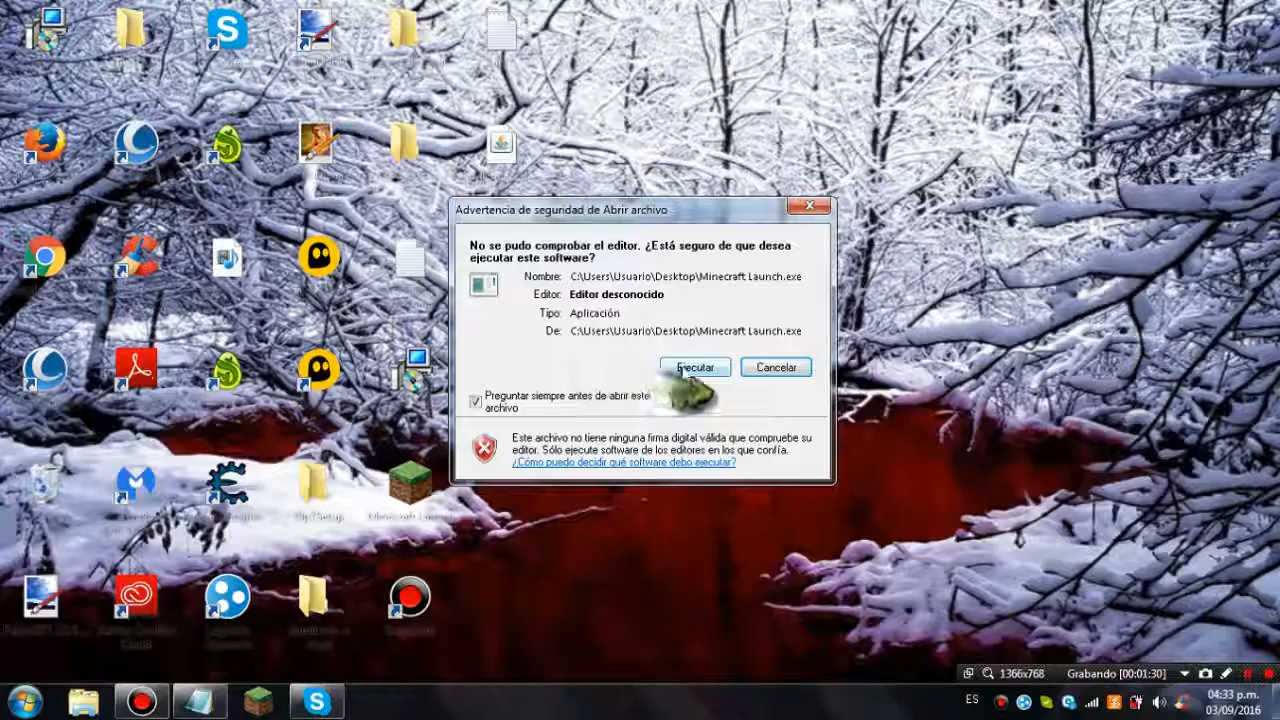 Advertencia de seguridad de Abrir archivo
No se pudo comprobar el editor. ¿Está seguro de que desea
ejecutar este software?
Nombre: C:\Users\Usuario\Desktop\Minecraft Launch.exe
Editor: Editor desconocido
Tipo: Aplicación
De: C:\Users\Usuario\Desktop\Minecraft Launch.exe
Ejecutar Cancelar
Preguntar siempre antes de abrir este
archivo
Este archivo no tiene ninguna firma digital válida que compruebe su
editor. Sólo ejecute software de los editores en los que confía.
¿Cómo puedo decidir qué software debo ejecutar?
1366x768 Grabando [00:01:30]
ES
04:33 p.m.
03/09/2016